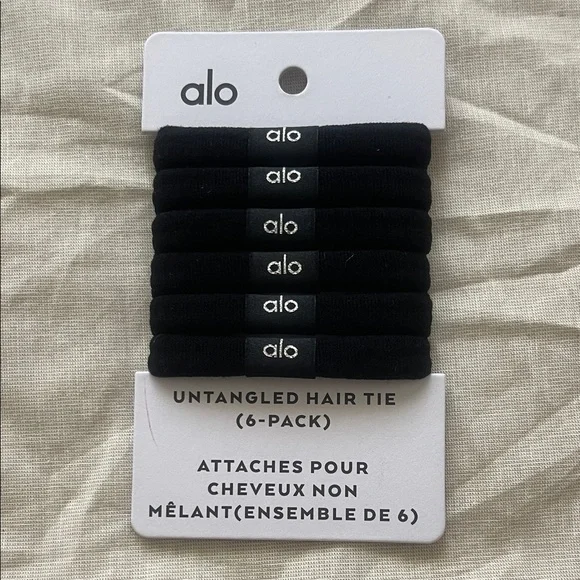 alo
alo
alo
alo
alo
alo
alo
UNTANGLED HAIR TIE
(6-PACK)
ATTACHES POUR
CHEVEUX NON
MÊLANT(ENSEMBLE DE 6)